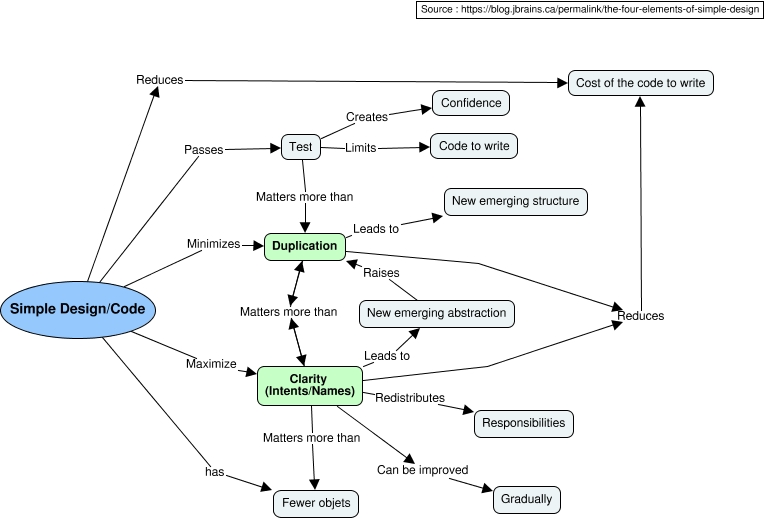 Source : https://blog.jbrains.ca/permalink/the-four-elements-of-simple-design
Reduces
Cost of the code to write
Confidence
Creates
Passes
Test
Limits
Code to write
Matters more than
New emerging structure
Leads to
Minimizes
Duplication
Raises
Simple Design/Code
Matters more than
New emerging abstraction
Reduces
Leads to
Maximize
Clarity
(Intents/Names)
Redistributes
Responsibilities
Matters more than
Can be improved
has
Fewer objets
Gradually